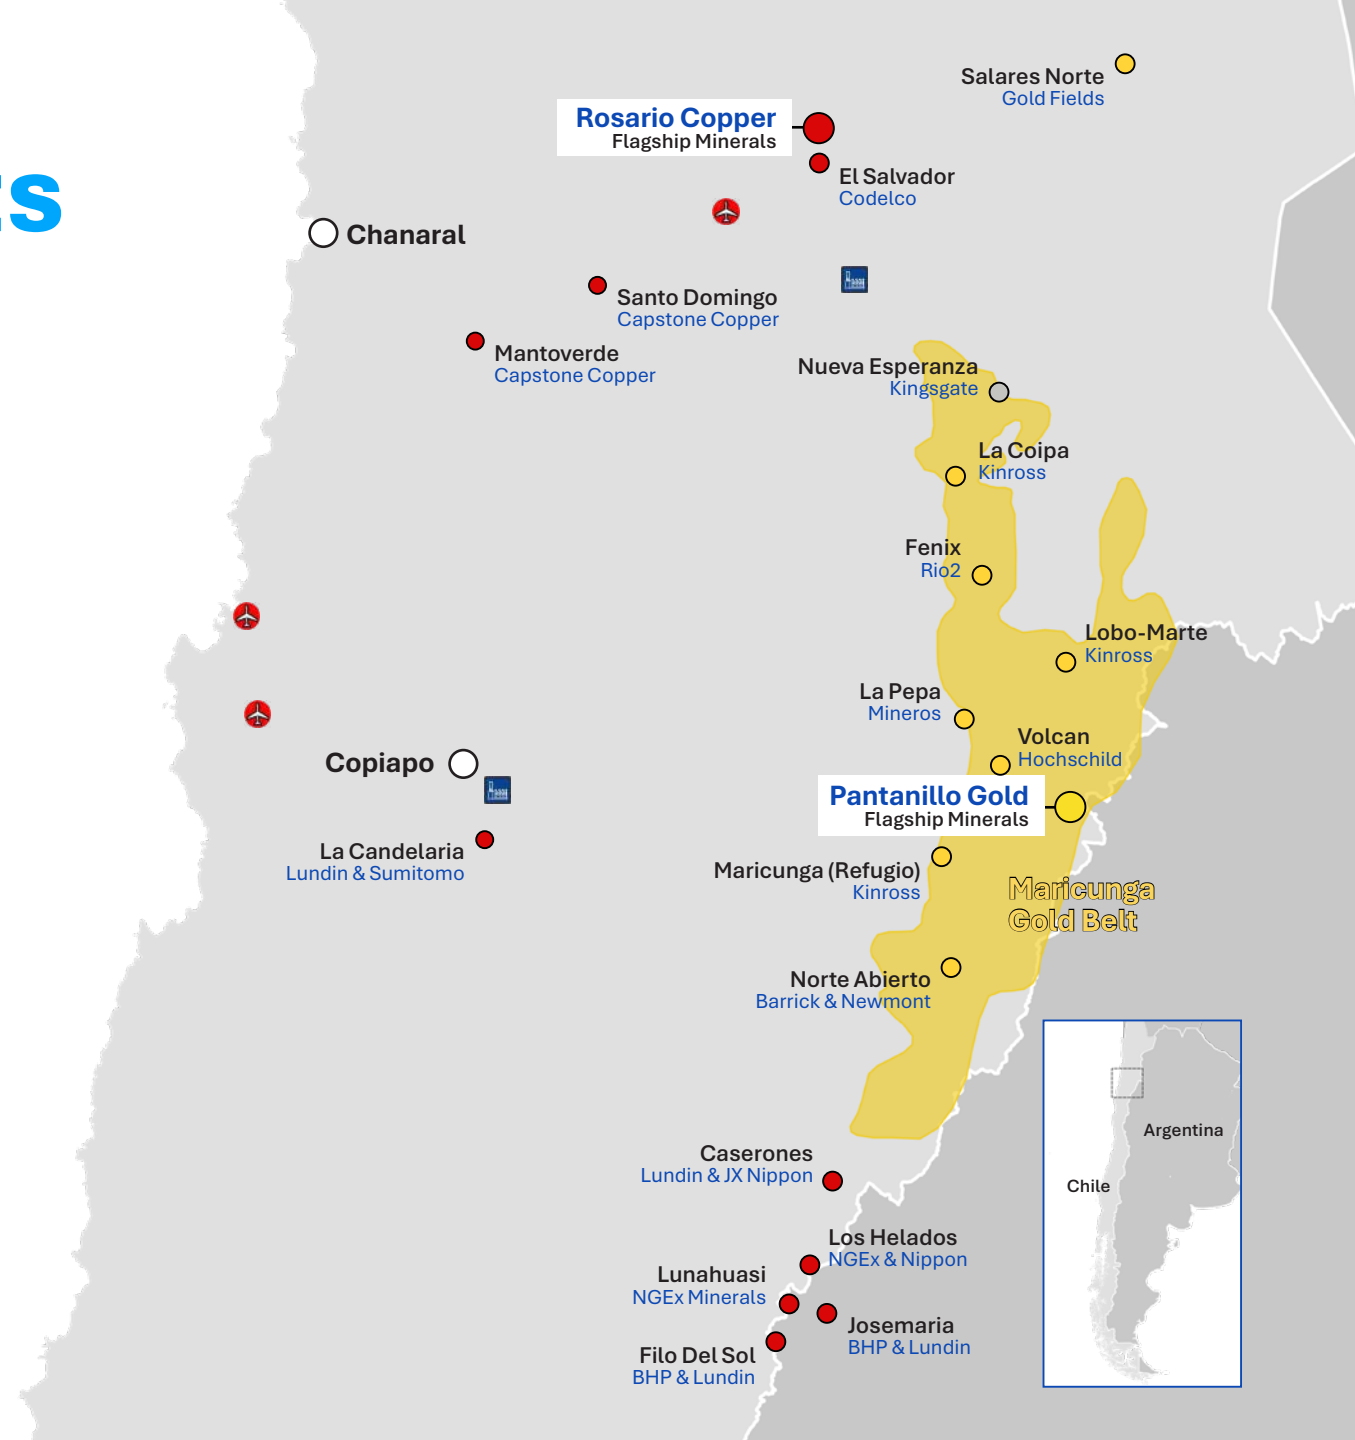 Salares Norte
Gold Fields
Rosario Copper
Flagship Minerals
El Salvador
Codelco
ts
Chanaral
Santo Domingo
Capstone Copper
Mantoverde
Capstone Copper
Nueva Esperanza
Kingsgate
La Coipa
Kinross
Fenix
Rio2
Lobo-Marte
Kinross
La Pepa
Mineros
Volcan
Hochschild
Copiapo
Pantanillo Gold
Flagship Minerals
La Candelaria
Lundin & Sumitomo
Maricunga (Refugio)
Kinross
Maricunga
Gold Belt
Norte Abierto
Barrick & Newmont
Argentina
Chile
Caserones
Lundin & JX Nippon
Los Helados
NGEx & Nippon
Lunahuasi
NGEx Minerals
Josemaria
BHP & Lundin
Filo Del Sol
BHP & Lundin